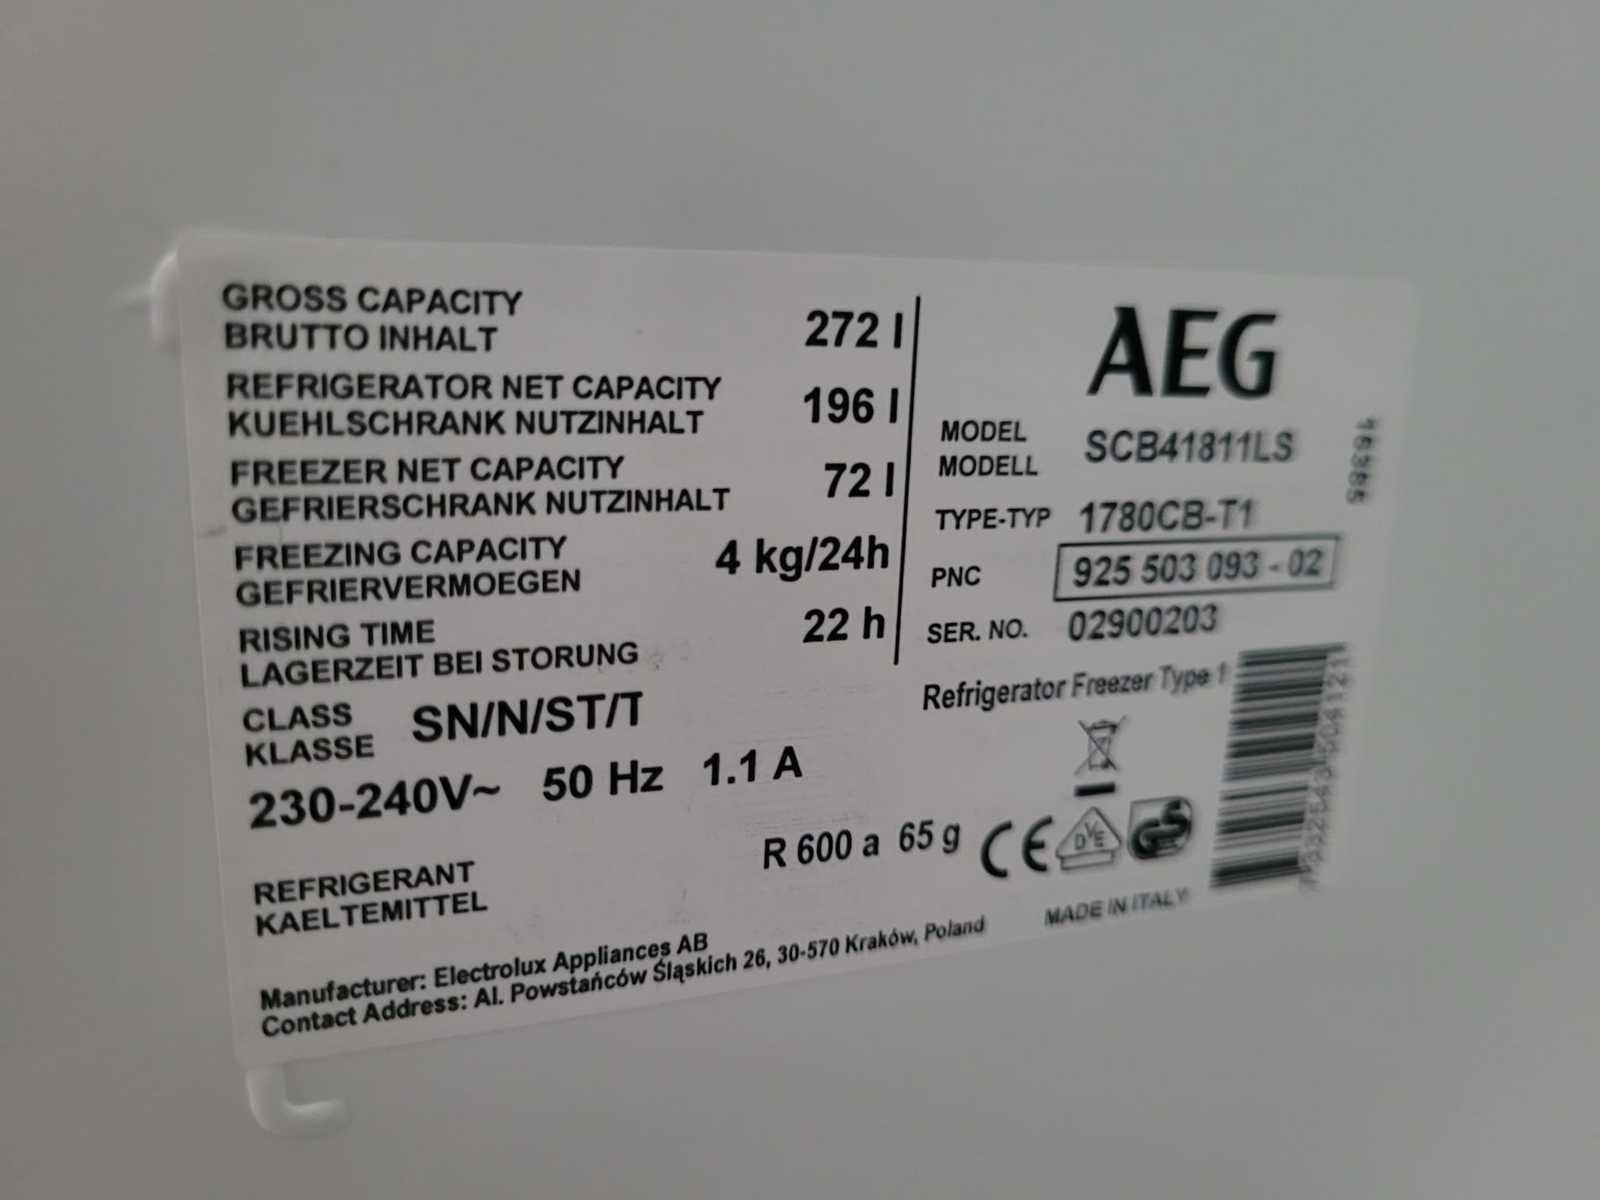 GROSS CAPACITY
BRUTTO INHALT
272 l
REFRIGERATOR NET CAPACITY
KUEHLSCHRANK NUTZINHALT
196 l
FREEZER NET CAPACITY
GEFRIERSCHRANK NUTZINHALT
72 l
FREEZING CAPACITY
GEFRIERVERMOEGEN
4 kg/24h
RISING TIME
LAGERZEIT BEI STORUNG
22 h
CLASS
KLASSE
SN/N/ST/T
230-240V~ 50 Hz 1.1 A
REFRIGERANT
KAELTEMITTEL
R 600 a 65 g
Manufacturer: Electrolux Appliances AB
Contact Address: Al. Powstańców Śląskich 26, 30-570 Kraków, Poland
AEG
MODEL
MODELL
SCB41811LS
TYPE-TYP 1780CB-T1
PNC 925 503 093 - 02
SER. NO. 02900203
Refrigerator Freezer Type 1
CE
DVE
GS
MADE IN ITALY